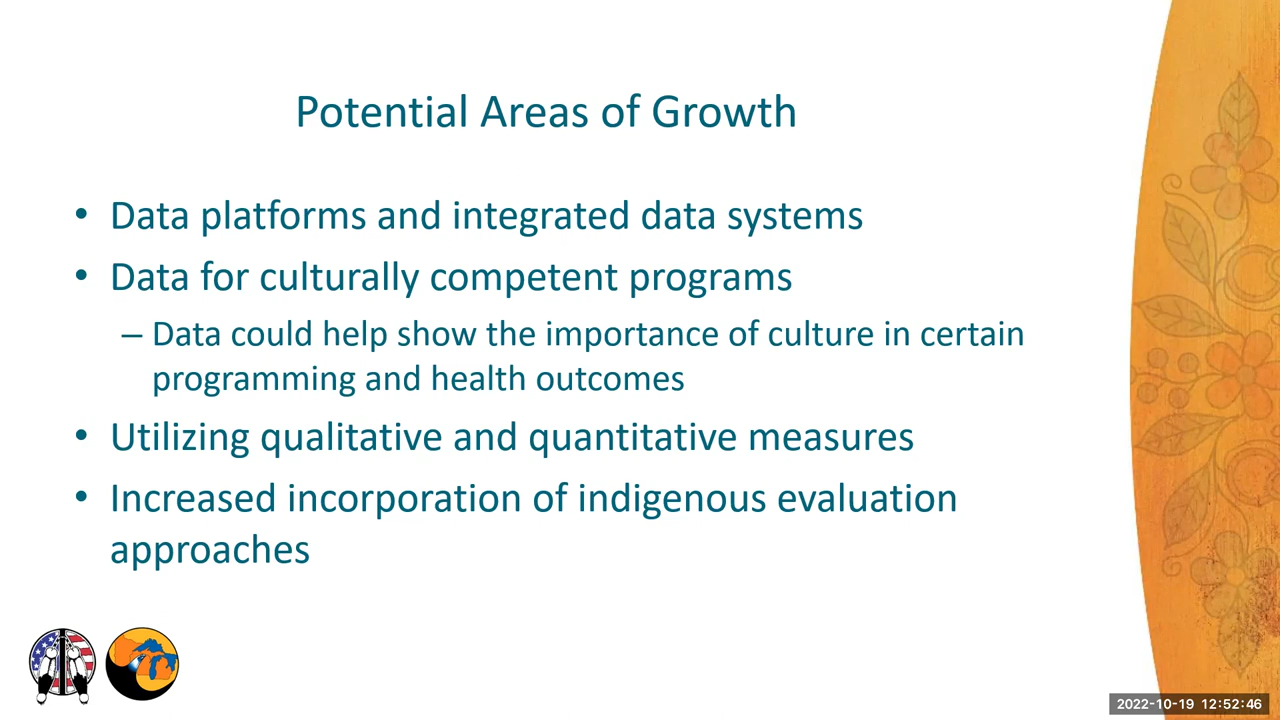 Potential Areas of Growth
• Data platforms and integrated data systems
• Data for culturally competent programs
– Data could help show the importance of culture in certain
programming and health outcomes
• Utilizing qualitative and quantitative measures
• Increased incorporation of indigenous evaluation
approaches
2022-10-19 12:52:46